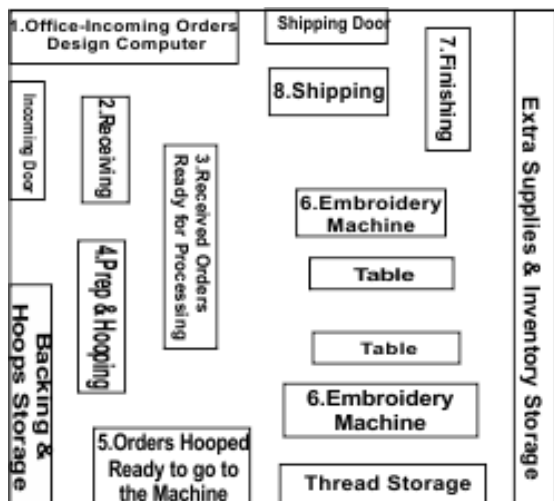 1.Office-Incoming Orders
Design Computer
Shipping Door
7.Finishing
8.Shipping
Incoming Door
2.Receiving
3.Received Orders
Ready for Processing
6.Embroidery
Machine
Table
4.Prep & Hooping
Table
Backing &
Hoops Storage
6.Embroidery
Machine
5.Orders Hooped
Ready to go to
the Machine
Thread Storage
Extra Supplies & Inventory Storage